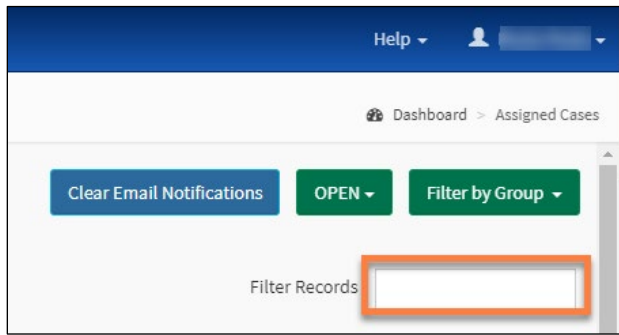 Help
Dashboard > Assigned Cases
Clear Email Notifications OPEN Filter by Group
Filter Records